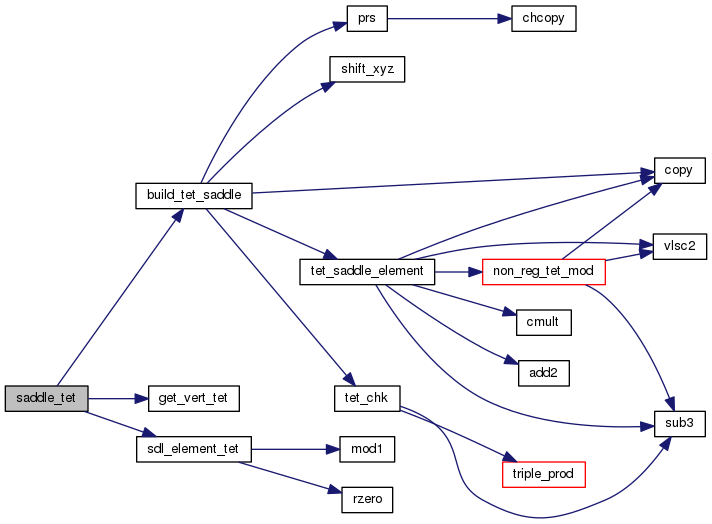 prs
chcopy
shift_xyz
copy
build_tet_saddle
vlsc2
tet_saddle_element
non_reg_tet_mod
cmult
add2
saddle_tet
get_vert_tet
tet_chk
sub3
sdl_element_tet
mod1
triple_prod
rzero